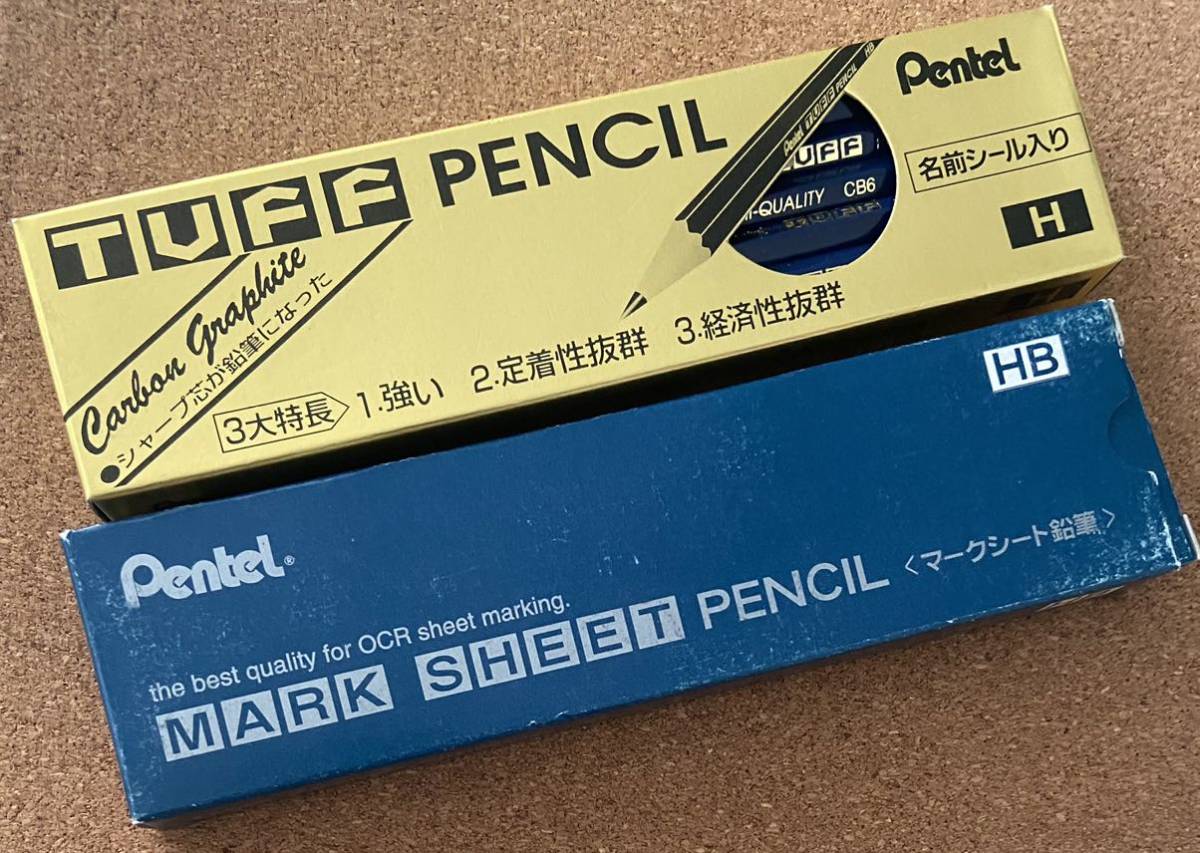 TUFF PENCIL
Pentel
Pentel TUFF PENCIL HB
UFF
QUALITY CB6
名前シール入り
H
Carbon Graphite
●シャープ芯が鉛筆になった
3大特長 1.強い 2.定着性抜群 3.経済性抜群
HB
Pentel®
the best quality for OCR sheet marking.
MARK SHEET PENCIL 〈マークシート鉛筆〉